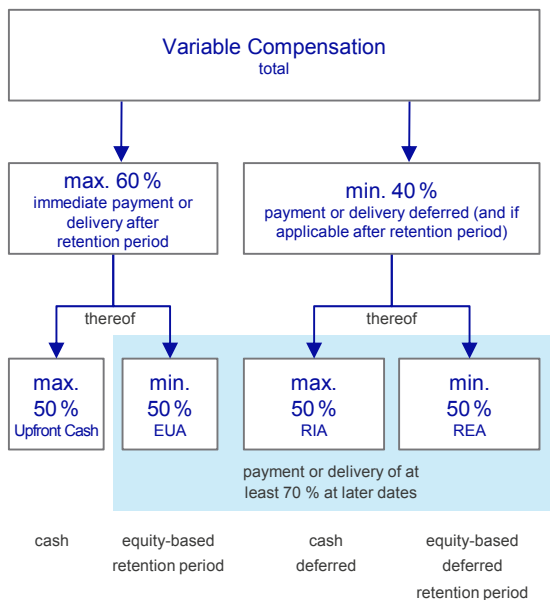 Variable Compensation
total
max. 60 %
immediate payment or
delivery after
retention period
min. 40 %
payment or delivery deferred (and if
applicable after retention period)
thereof
thereof
max.
50 %
Upfront Cash
min.
50 %
EUA
max.
50 %
RIA
min.
50 %
REA
payment or delivery of at
least 70 % at later dates
cash
equity-based
retention period
cash
deferred
equity-based
deferred
retention period